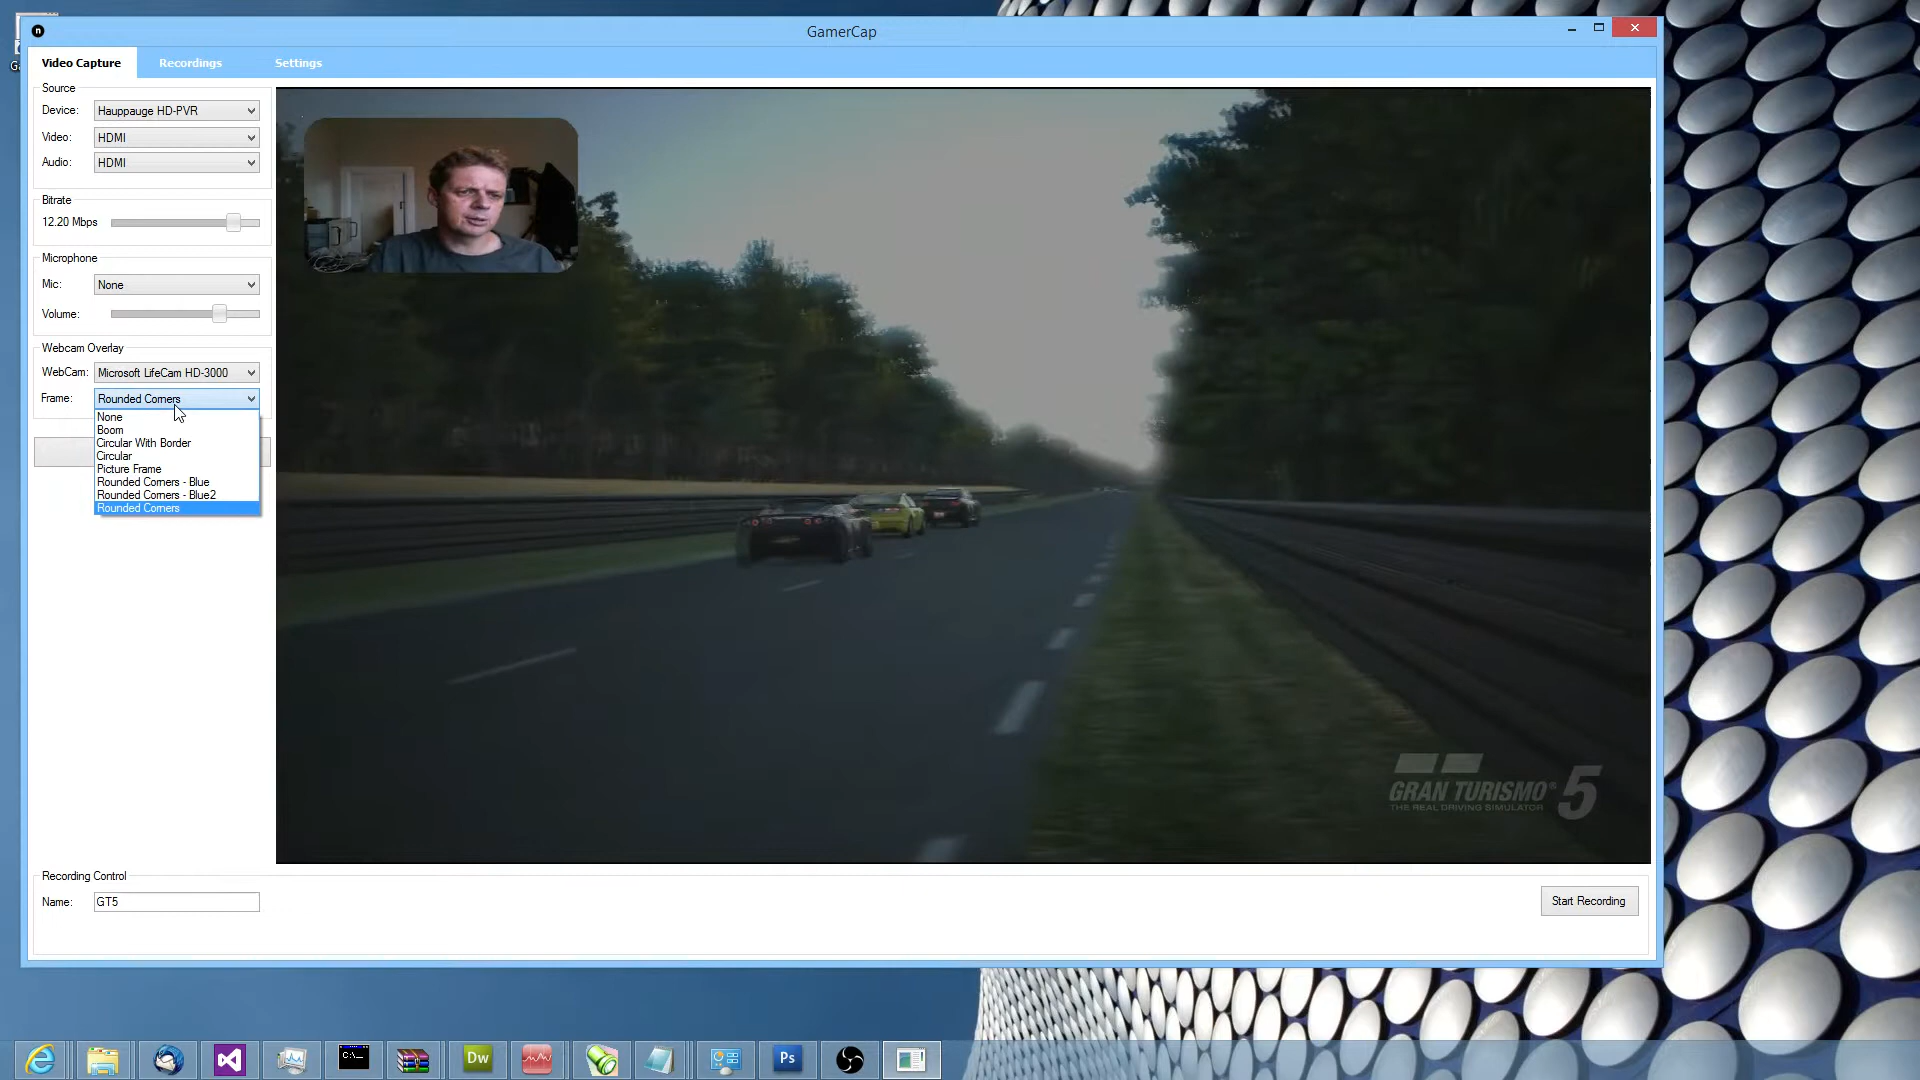 GamerCap
Video Capture
Recordings
Settings
Source
Device:
Hauppauge HD-PVR
Video:
HDMI
Audio:
HDMI
Bitrate
12.20 Mbps
Microphone
Mic:
None
Volume:
Webcam Overlay
WebCam:
Microsoft LifeCam HD-3000
Frame:
Rounded Corners
None
Boom
Circular With Border
Circular
Picture Frame
Rounded Corners - Blue
Rounded Corners - Blue2
Rounded Corners
GRAN TURISMO® 5
THE REAL DRIVING SIMULATOR
Recording Control
Name:
GT5
Start Recording
C:\_
Dw
Ps